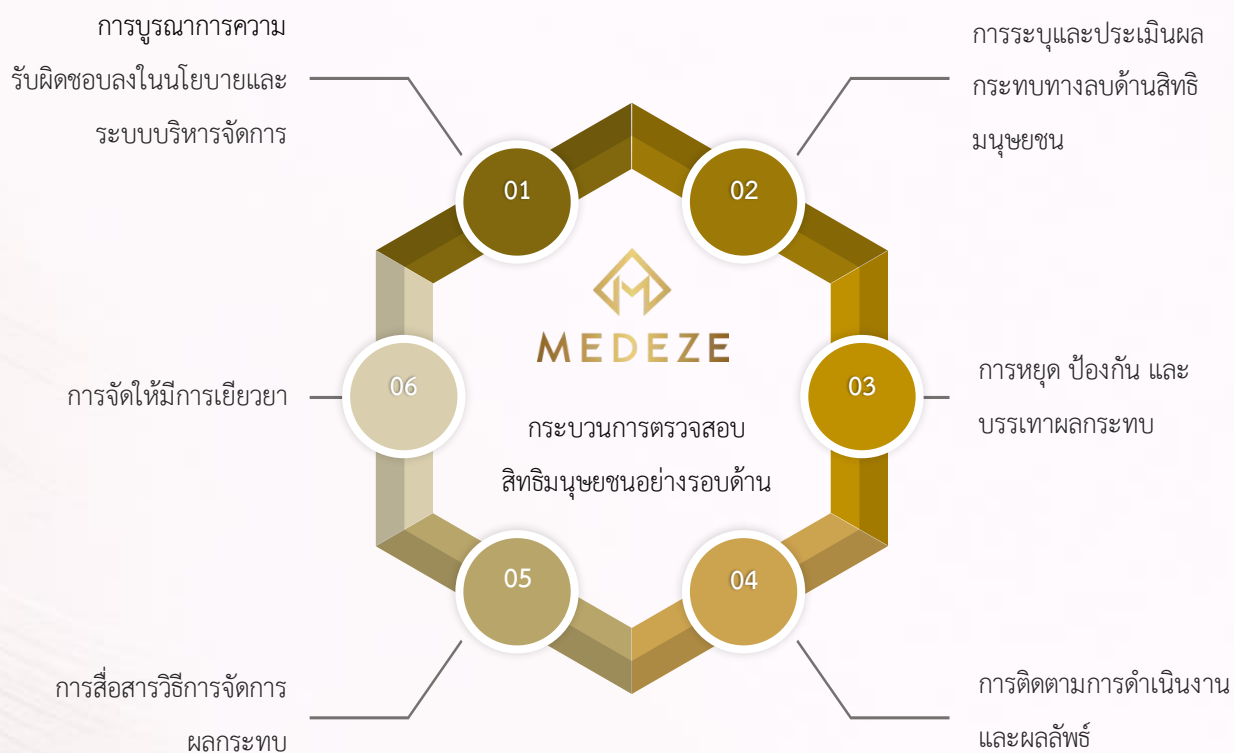 การบูรณาการความ
รับผิดชอบลงในนโยบายและ
ระบบบริหารจัดการ
01
02
การระบุและประเมินผล
กระทบทางลบด้านสิทธิ
มนุษยชน
03
การหยุด ป้องกัน และ
บรรเทาผลกระทบ
04
การติดตามการดำเนินงาน
และผลลัพธ์
05
การสื่อสารวิธีการจัดการ
ผลกระทบ
06
การจัดให้มีการเยียวยา
MEDEZE
กระบวนการตรวจสอบ
สิทธิมนุษยชนอย่างรอบด้าน